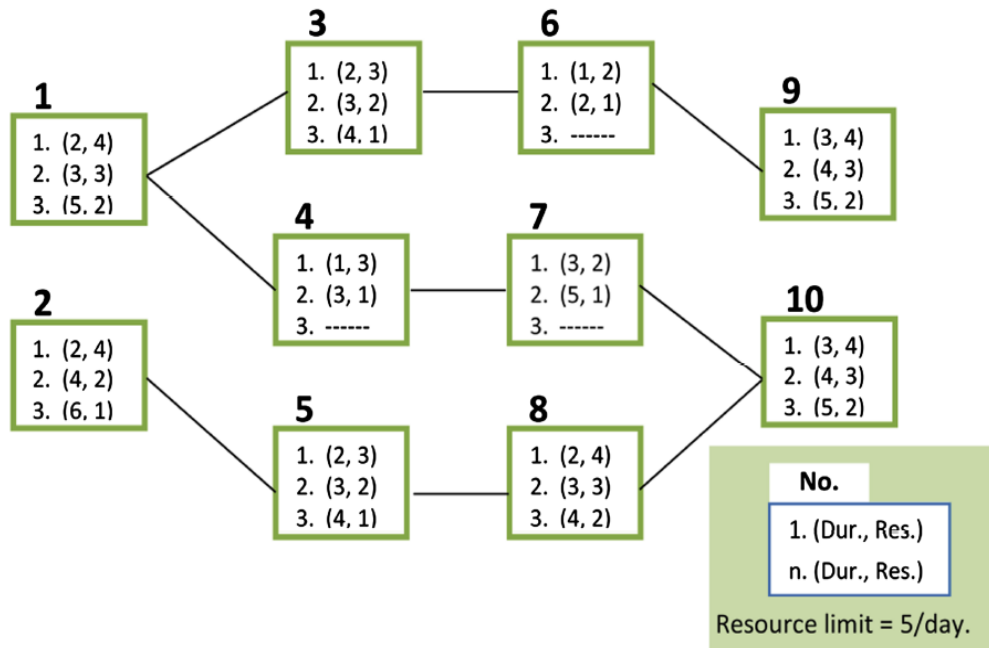 1
1. (2, 4)
2. (3, 3)
3. (5, 2)
2
1. (2, 4)
2. (4, 2)
3. (6, 1)
3
1. (2, 3)
2. (3, 2)
3. (4, 1)
4
1. (1, 3)
2. (3, 1)
3. ------
5
1. (2, 3)
2. (3, 2)
3. (4, 1)
6
1. (1, 2)
2. (2, 1)
3. ------
7
1. (3, 2)
2. (5, 1)
3. ------
8
1. (2, 4)
2. (3, 3)
3. (4, 2)
9
1. (3, 4)
2. (4, 3)
3. (5, 2)
10
1. (3, 4)
2. (4, 3)
3. (5, 2)
No.
1. (Dur., Res.)
n. (Dur., Res.)
Resource limit = 5/day.